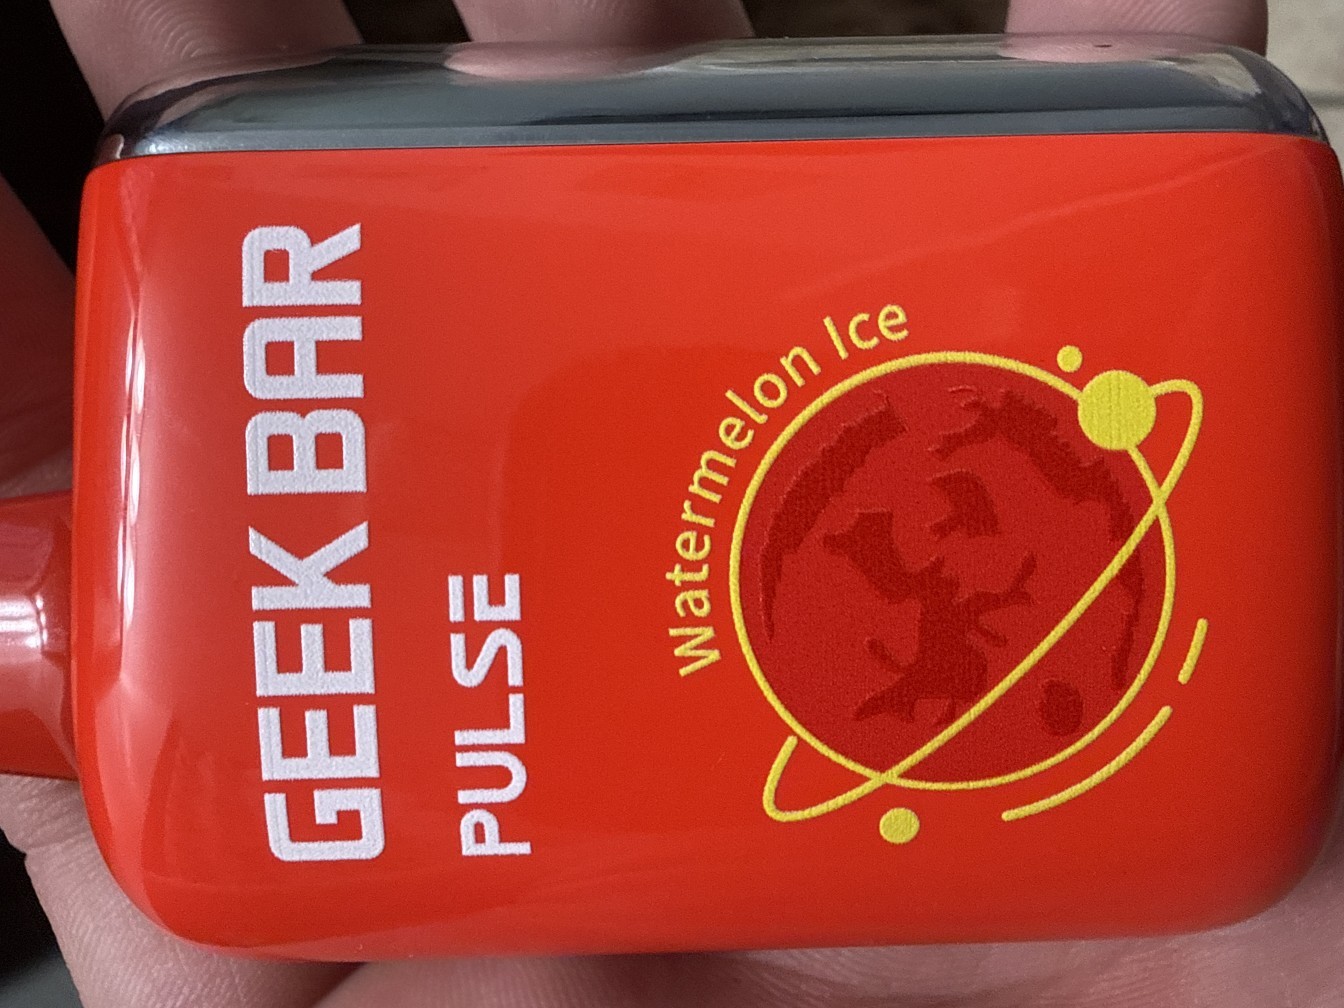 GEEK BAR
PULSE
Watermelon Ice